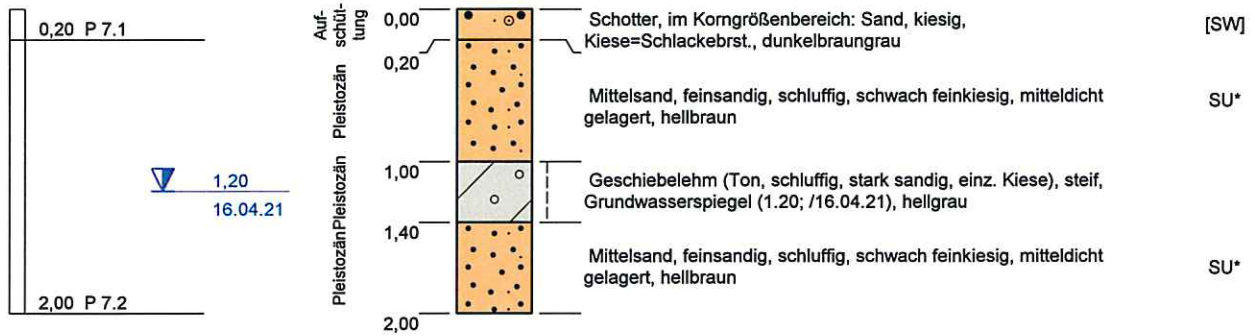 0,20 P 7.1
1,20
16.04.21
2,00 P 7.2
Auf-
schüt-
tung
Pleistozän
Pleistozän
Pleistozän
0,00
0,20
1,00
1,40
2,00
Schotter, im Korngrößenbereich: Sand, kiesig,
Kiese=Schlackebrst., dunkelbraungrau
[SW]
Mittelsand, feinsandig, schluffig, schwach feinkiesig, mitteldicht
gelagert, hellbraun
SU*
Geschiebelehm (Ton, schluffig, stark sandig, einz. Kiese), steif,
Grundwasserspiegel (1.20; /16.04.21), hellgrau
Mittelsand, feinsandig, schluffig, schwach feinkiesig, mitteldicht
gelagert, hellbraun
SU*